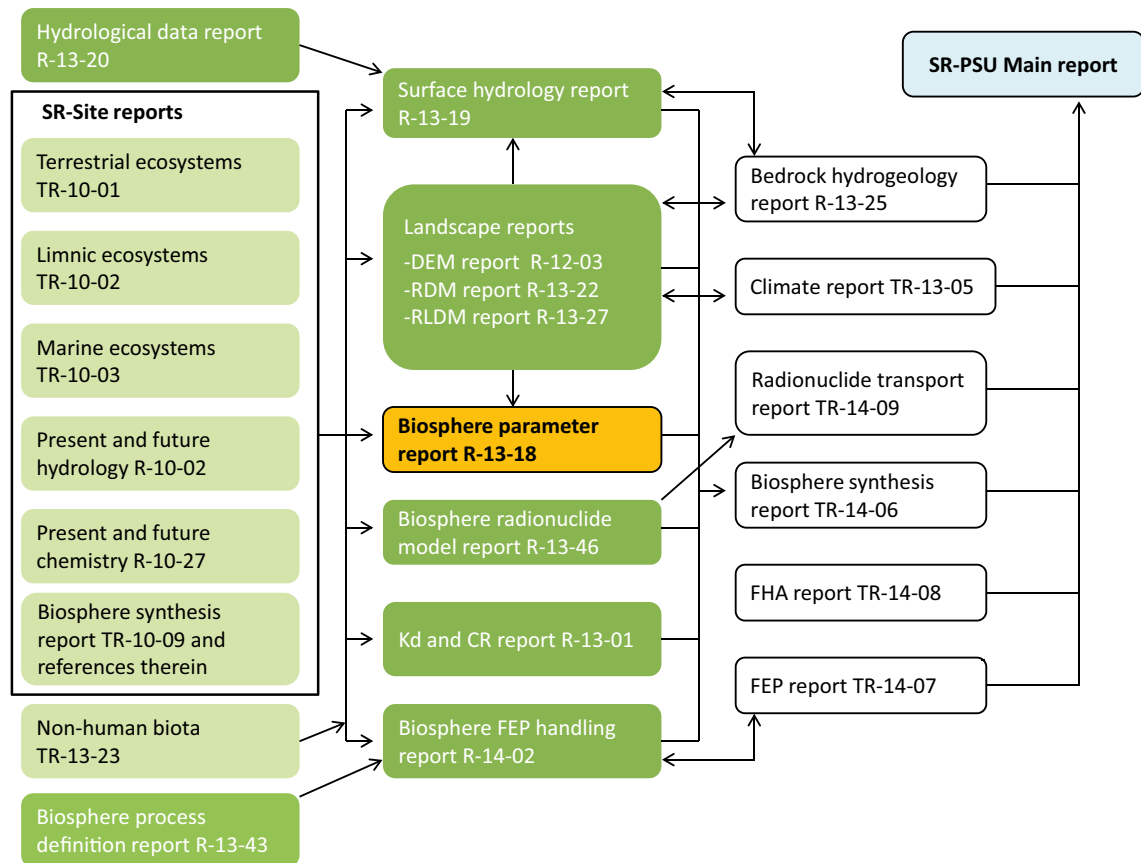 Hydrological data report
R-13-20
SR-Site reports
Terrestrial ecosystems
TR-10-01
Limnic ecosystems
TR-10-02
Marine ecosystems
TR-10-03
Present and future
hydrology R-10-02
Present and future
chemistry R-10-27
Biosphere synthesis
report TR-10-09 and
references therein
Non-human biota
TR-13-23
Biosphere process
definition report R-13-43
Surface hydrology report
R-13-19
Landscape reports
-DEM report R-12-03
-RDM report R-13-22
-RLDM report R-13-27
Biosphere parameter
report R-13-18
Biosphere radionuclide
model report R-13-46
Kd and CR report R-13-01
Biosphere FEP handling
report R-14-02
SR-PSU Main report
Bedrock hydrogeology
report R-13-25
Climate report TR-13-05
Radionuclide transport
report TR-14-09
Biosphere synthesis
report TR-14-06
FHA report TR-14-08
FEP report TR-14-07